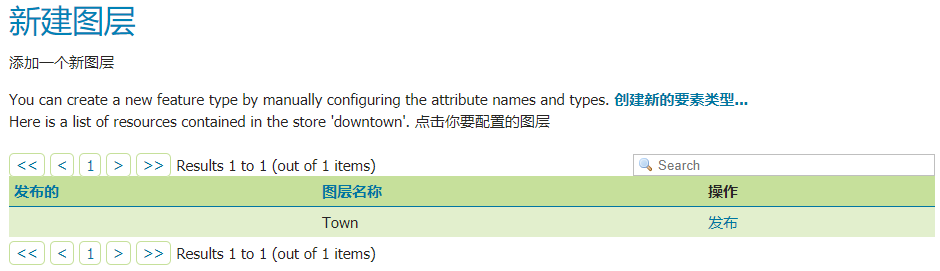 新建图层
添加一个新图层
You can create a new feature type by manually configuring the attribute names and types. 创建新的要素类型...
Here is a list of resources contained in the store 'downtown'. 点击你要配置的图层
<< < 1 > >> Results 1 to 1 (out of 1 items) Search
发布的 图层名称 操作
Town 发布
<< < 1 > >> Results 1 to 1 (out of 1 items)